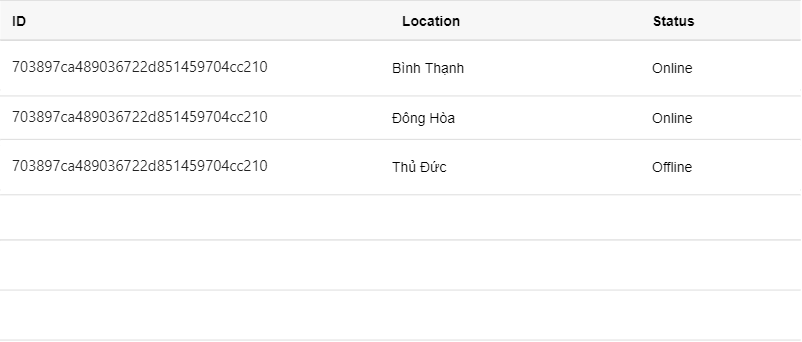 ID Location Status
703897ca489036722d851459704cc210 Bình Thạnh Online
703897ca489036722d851459704cc210 Đông Hòa Online
703897ca489036722d851459704cc210 Thủ Đức Offline